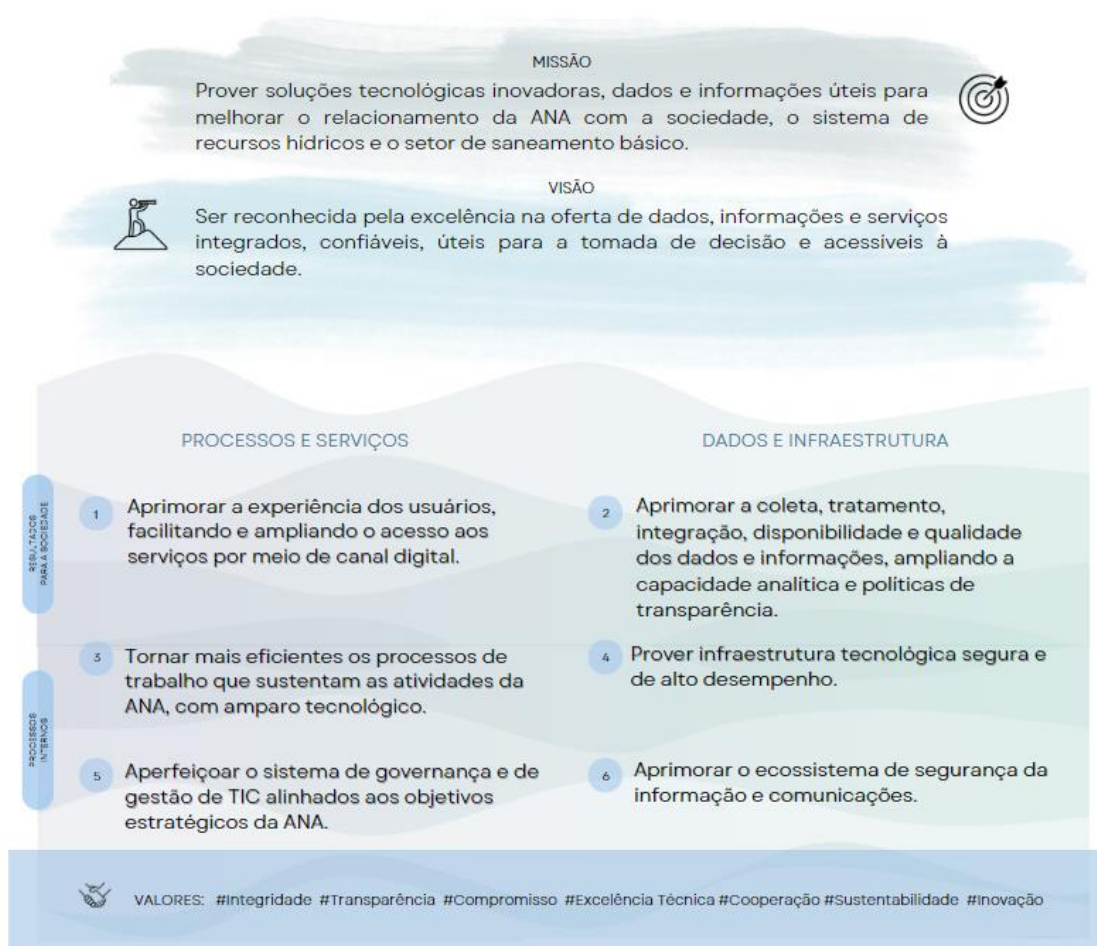 MISSÃO
Prover soluções tecnológicas inovadoras, dados e informações úteis para
melhorar o relacionamento da ANA com a sociedade, o sistema de
recursos hídricos e o setor de saneamento básico.
VISÃO
Ser reconhecida pela excelência na oferta de dados, informações e serviços
integrados, confiáveis, úteis para a tomada de decisão e acessíveis à
sociedade.
PROCESSOS E SERVIÇOS
DADOS E INFRAESTRUTURA
RESULTADOS
PARA A SOCIEDADE
1
Aprimorar a experiência dos usuários,
facilitando e ampliando o acesso aos
serviços por meio de canal digital.
2
Aprimorar a coleta, tratamento,
integração, disponibilidade e qualidade
dos dados e informações, ampliando a
capacidade analítica e políticas de
transparência.
PROCESSOS
INTERNOS
3
Tornar mais eficientes os processos de
trabalho que sustentam as atividades da
ANA, com amparo tecnológico.
4
Prover infraestrutura tecnológica segura e
de alto desempenho.
5
Aperfeiçoar o sistema de governança e de
gestão de TIC alinhados aos objetivos
estratégicos da ANA.
6
Aprimorar o ecossistema de segurança da
informação e comunicações.
VALORES: #Integridade #Transparência #Compromisso #Excelência Técnica #Cooperação #Sustentabilidade #Inovação